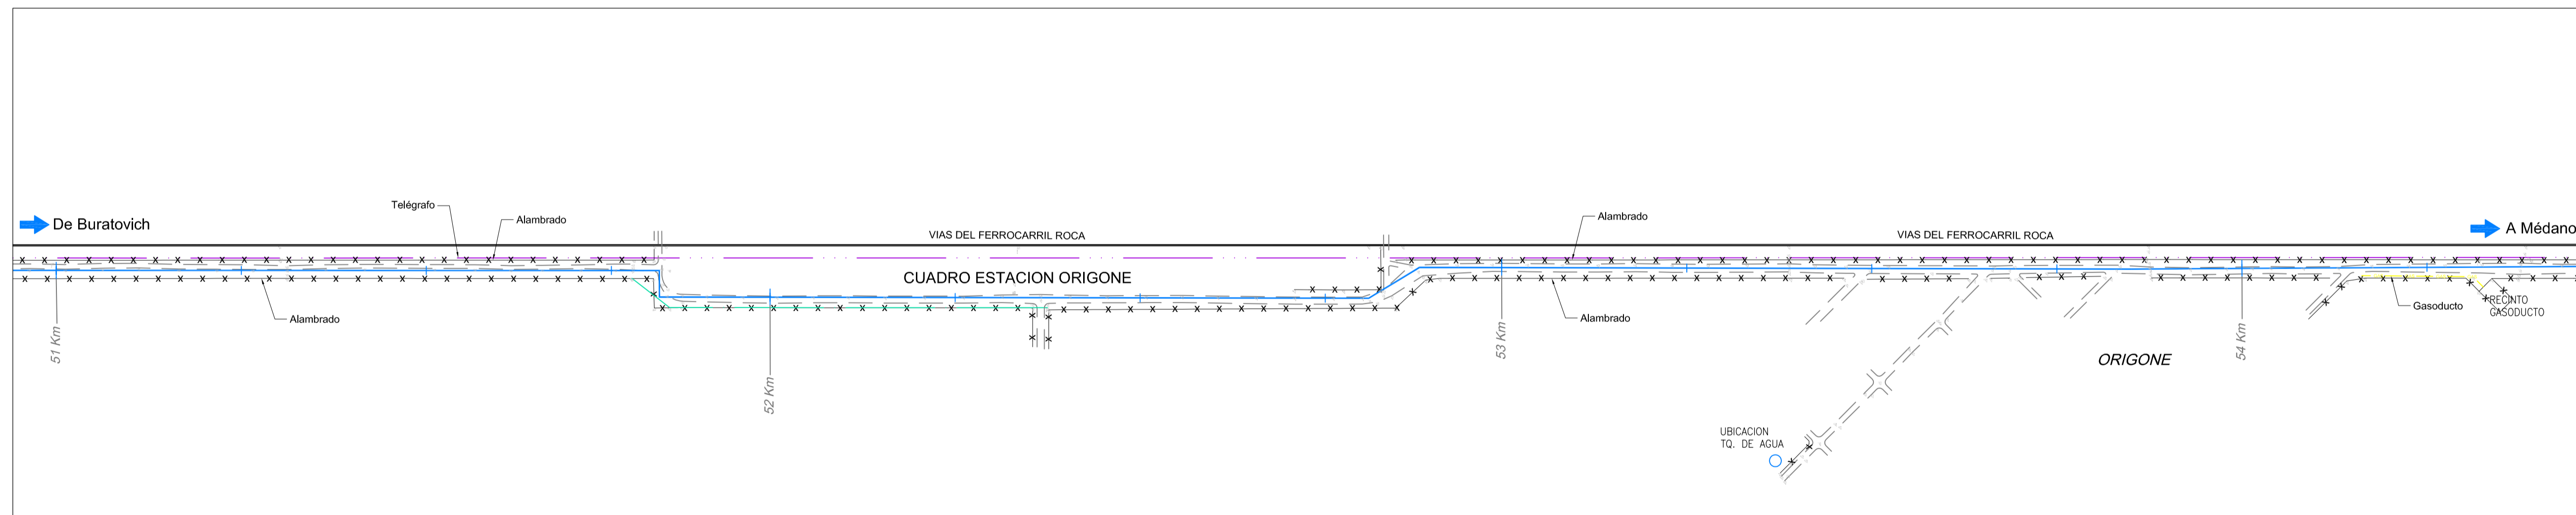 Telégrafo
Alambrado
Alambrado
De Buratovich
VIAS DEL FERROCARRIL ROCA
VIAS DEL FERROCARRIL ROCA
A Médano
CUADRO ESTACION ORIGONE
Alambrado
Alambrado
Gasoducto
RECINTO
GASODUCTO
51 Km
52 Km
53 Km
54 Km
ORIGONE
UBICACION
TQ. DE AGUA